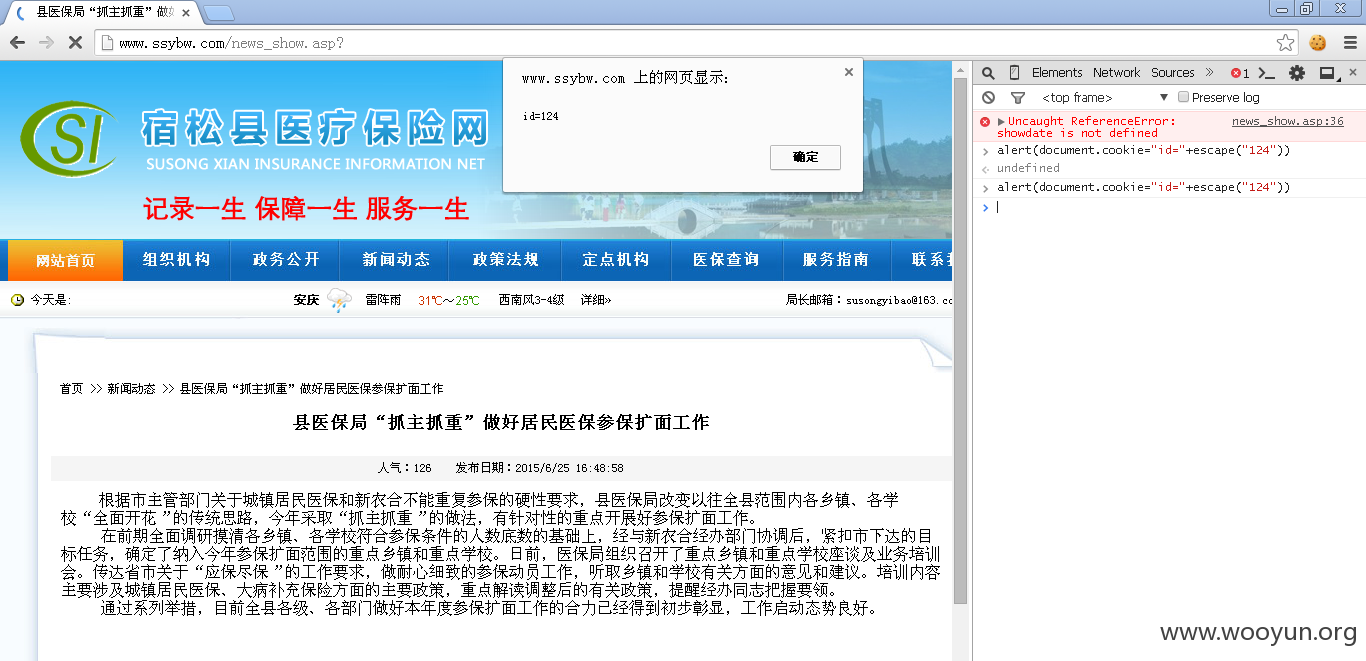 县医保局“抓主抓重”做好
www.ssybw.com/news_show.asp?
www.ssybw.com 上的网页显示:
id=124
确定
SI
宿松县医疗保险网
SUSONG XIAN INSURANCE INFORMATION NET
记录一生 保障一生 服务一生
网站首页 组织机构 政务公开 新闻动态 政策法规 定点机构 医保查询 服务指南 联系
今天是: 安庆 雷阵雨 31℃～25℃ 西南风3-4级 详细» 局长邮箱：susongyibao@163.co
首页 >> 新闻动态 >> 县医保局“抓主抓重”做好居民医保参保扩面工作
县医保局“抓主抓重”做好居民医保参保扩面工作
人气：126 发布日期：2015/6/25 16:48:58
根据市主管部门关于城镇居民医保和新农合不能重复参保的硬性要求，县医保局改变以往全县范围内各乡镇、各学
校“全面开花”的传统思路，今年采取“抓主抓重”的做法，有针对性的重点开展好参保扩面工作。
在前期全面调研摸清各乡镇、各学校符合参保条件的人数底数的基础上，经与新农合经办部门协调后，紧扣市下达的目
标任务，确定了纳入今年参保扩面范围的重点乡镇和重点学校。日前，医保局组织召开了重点乡镇和重点学校座谈及业务培训
会。传达省市关于“应保尽保”的工作要求，做耐心细致的参保动员工作，听取乡镇和学校有关方面的意见和建议。培训内容
主要涉及城镇居民医保、大病补充保险方面的主要政策，重点解读调整后的有关政策，提醒经办同志把握要领。
通过系列举措，目前全县各级、各部门做好本年度参保扩面工作的合力已经得到初步彰显，工作启动态势良好。
Elements Network Sources » 1
<top frame> Preserve log
Uncaught ReferenceError: news_show.asp:36
showdate is not defined
alert(document.cookie="id="+escape("124"))
undefined
alert(document.cookie="id="+escape("124"))
www.wooyun.org